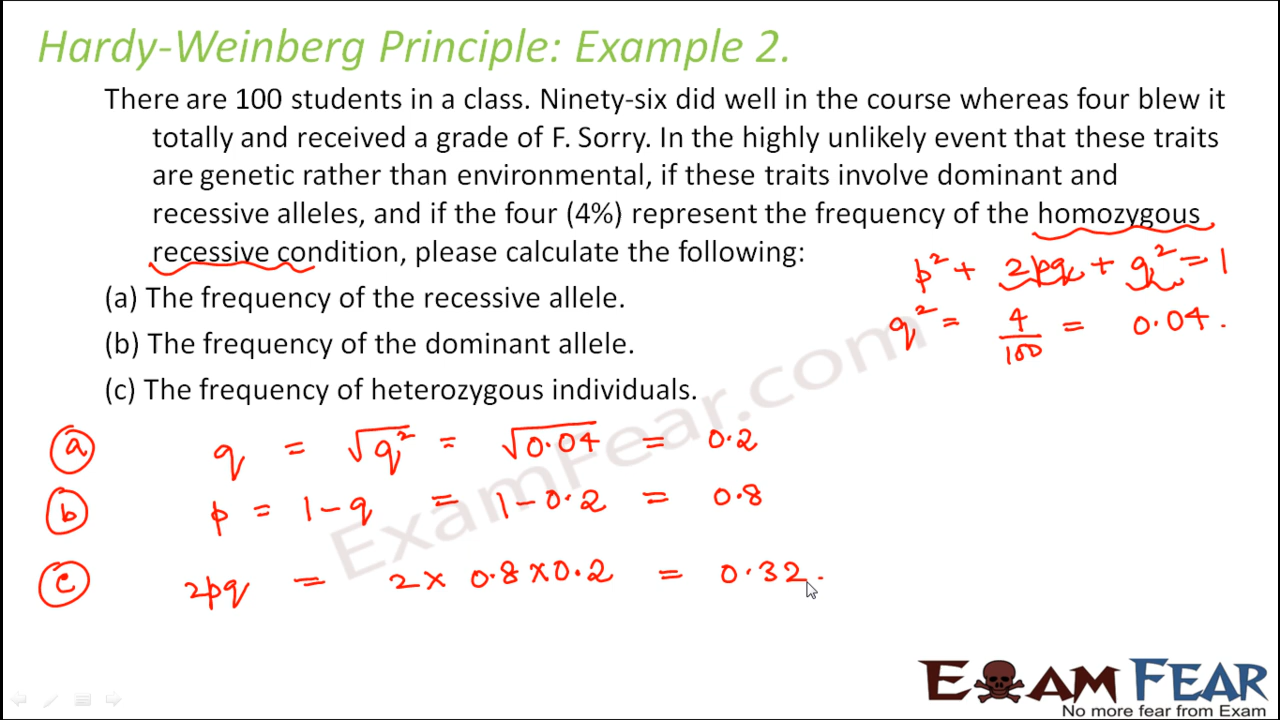 Hardy-Weinberg Principle: Example 2.
There are 100 students in a class. Ninety-six did well in the course whereas four blew it
totally and received a grade of F. Sorry. In the highly unlikely event that these traits
are genetic rather than environmental, if these traits involve dominant and
recessive alleles, and if the four (4%) represent the frequency of the homozygous
recessive condition, please calculate the following:
p² + 2pq + q² = 1
(a) The frequency of the recessive allele.
q² = 4/100 = 0.04.
(b) The frequency of the dominant allele.
(c) The frequency of heterozygous individuals.
ExamFear.com
a q = √q² = √0.04 = 0.2
b p = 1 - q = 1 - 0.2 = 0.8
c 2pq = 2 × 0.8 × 0.2 = 0.32.
EXAM FEAR
No more fear from Exam